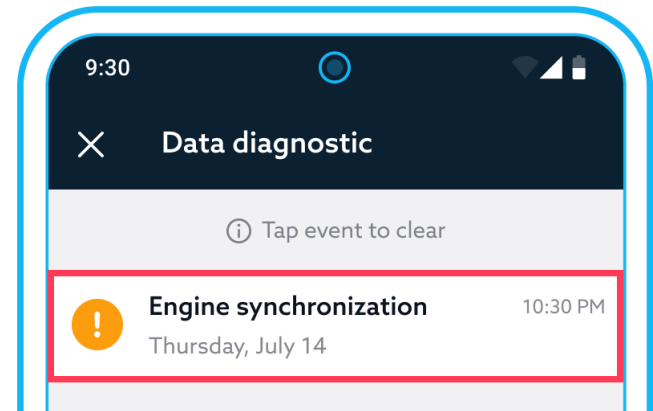 9:30
Data diagnostic
Tap event to clear
Engine synchronization 10:30 PM
Thursday, July 14